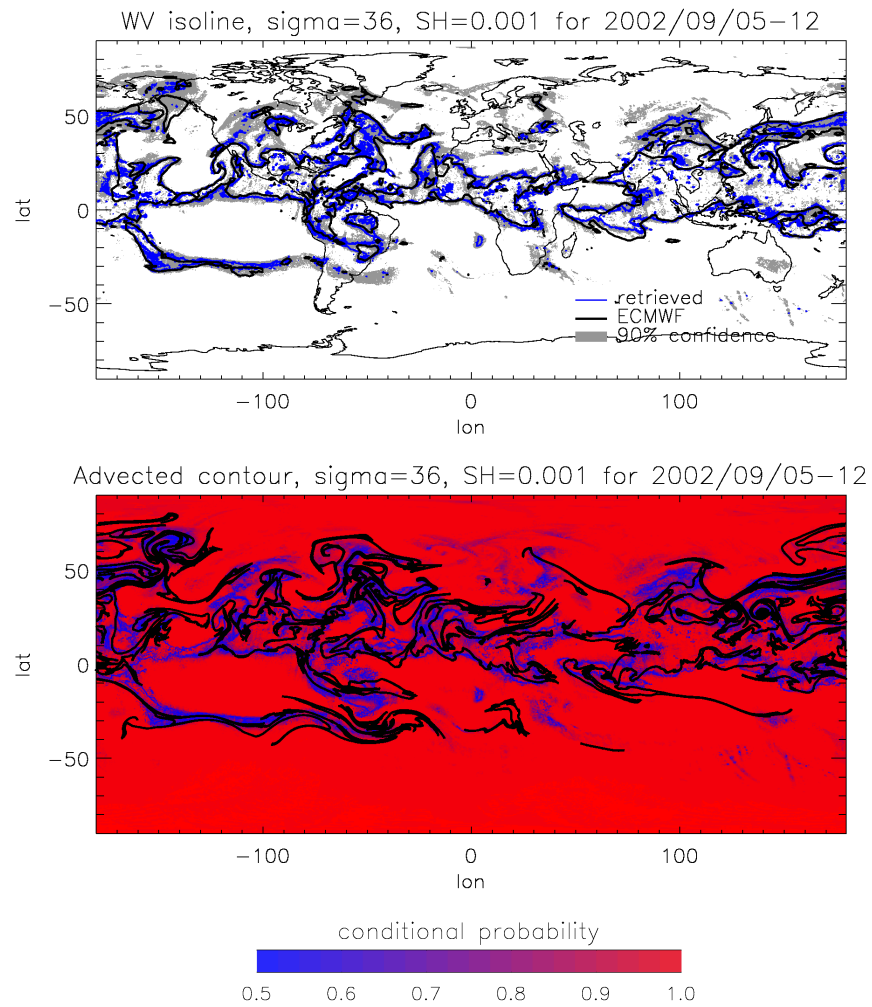 WV isoline, sigma=36, SH=0.001 for 2002/09/05-12
50
0
−50
lat
retrieved
ECMWF
90% confidence
−100
0
100
lon
Advected contour, sigma=36, SH=0.001 for 2002/09/05-12
50
0
−50
lat
−100
0
100
lon
conditional probability
0.5
0.6
0.7
0.8
0.9
1.0